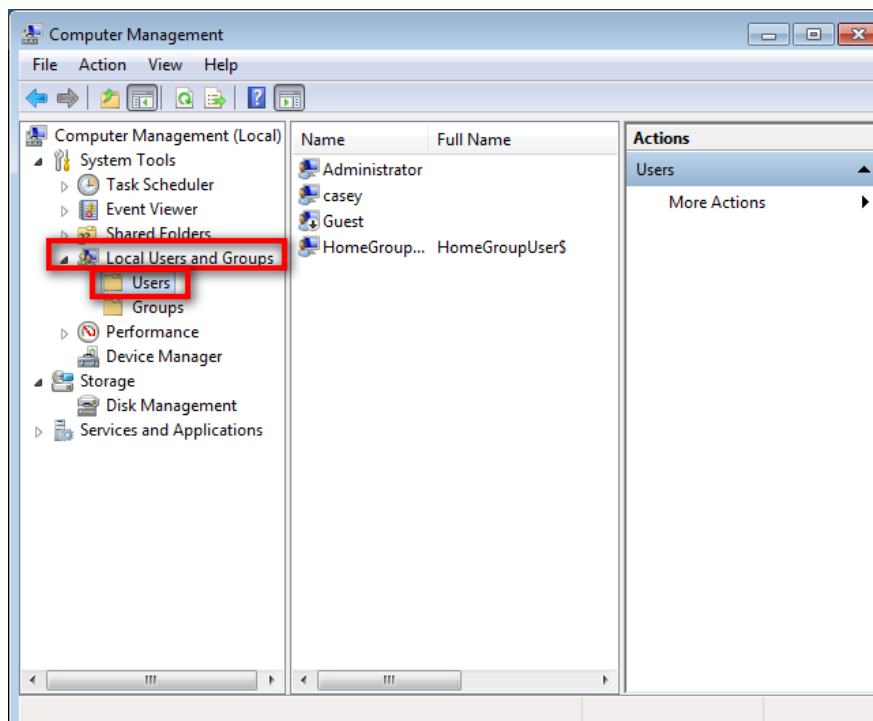 Computer Management
File Action View Help
Computer Management (Local)
System Tools
Task Scheduler
Event Viewer
Shared Folders
Local Users and Groups
Users
Groups
Performance
Device Manager
Storage
Disk Management
Services and Applications
Name Full Name
Administrator
casey
Guest
HomeGroup... HomeGroupUser$
Actions
Users
More Actions